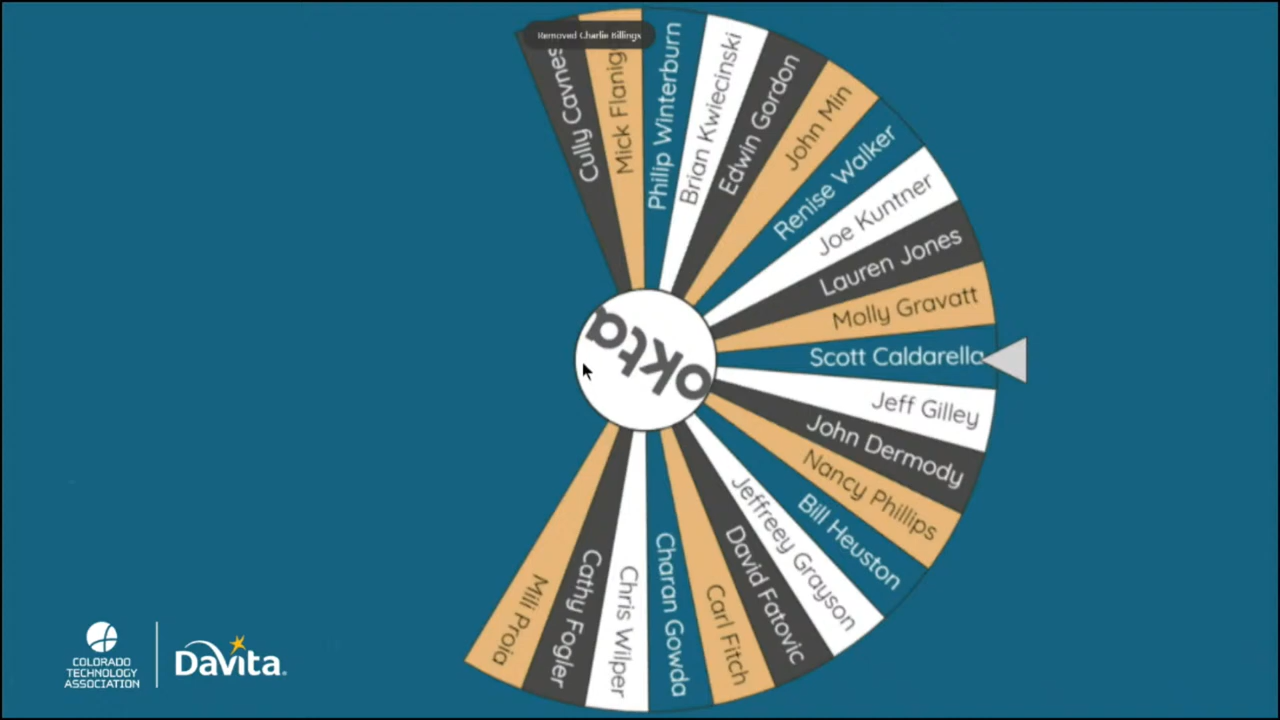 Removed Charlie Billings
Cully Cavnes
Mick Flanig
Philip Winterburn
Brian Kwiecinski
Edwin Gordon
John Min
Renise Walker
Joe Kuntner
Lauren Jones
Molly Gravatt
Scott Caldarella
Jeff Gilley
John Dermody
Nancy Phillips
Bill Heuston
Jeffreey Grayson
David Fatovic
Carl Fitch
Charan Gowda
Chris Wilper
Cathy Fogler
Mill Proia
okta
COLORADO
TECHNOLOGY
ASSOCIATION
DaVita.